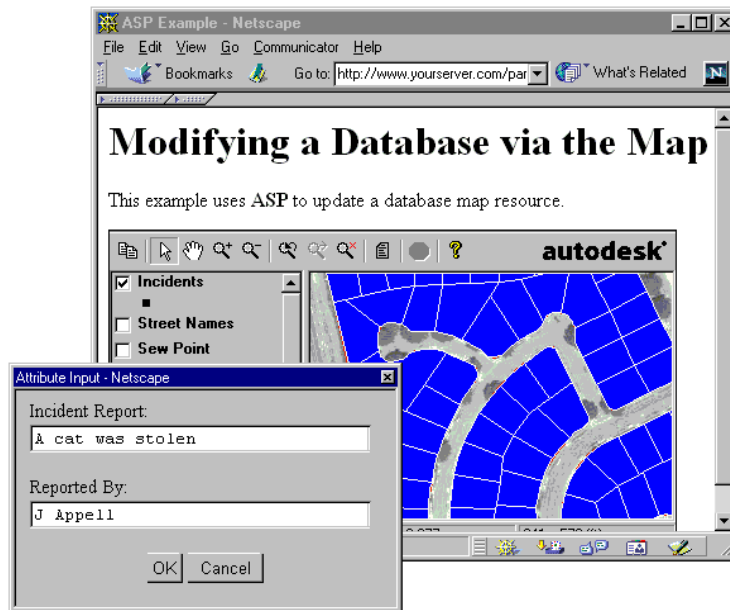 ASP Example - Netscape
File Edit View Go Communicator Help
Bookmarks Go to: http://www.yourserver.com/par What's Related N
Modifying a Database via the Map
This example uses ASP to update a database map resource.
autodesk
Incidents
Street Names
Sew Point
Attribute Input - Netscape
Incident Report:
A cat was stolen
Reported By:
J Appell
OK Cancel